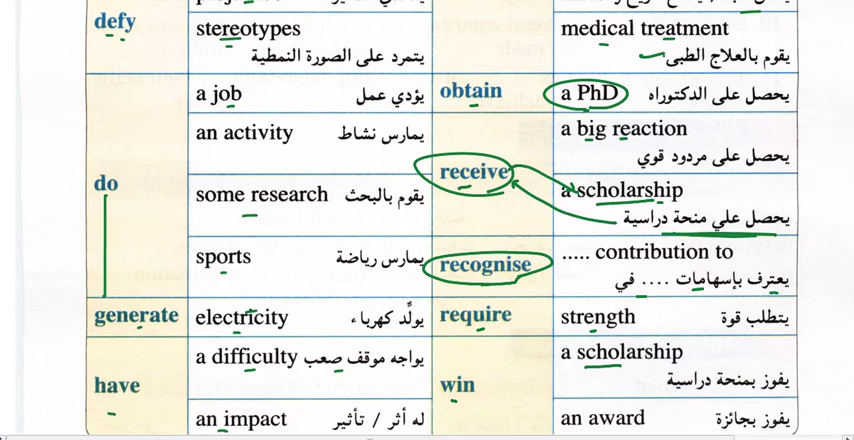 defy
stereotypes
يتمرد على الصورة النمطية
medical treatment
يقوم بالعلاج الطبى
do
a job يؤدي عمل
an activity يمارس نشاط
some research يقوم بالبحث
sports يمارس رياضة
obtain
a PhD يحصل على الدكتوراه
receive
a big reaction
يحصل على مردود قوي
a scholarship
يحصل علي منحة دراسية
recognise
..... contribution to
يعترف بإسهامات .... في
generate
electricity يولِّد كهرباء
require
strength يتطلب قوة
have
a difficulty يواجه موقف صعب
an impact له أثر / تأثير
win
a scholarship
يفوز بمنحة دراسية
an award يفوز بجائزة